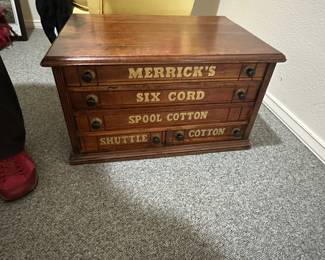 MERRICK'S
SIX CORD
SPOOL COTTON
SHUTTLE COTTON